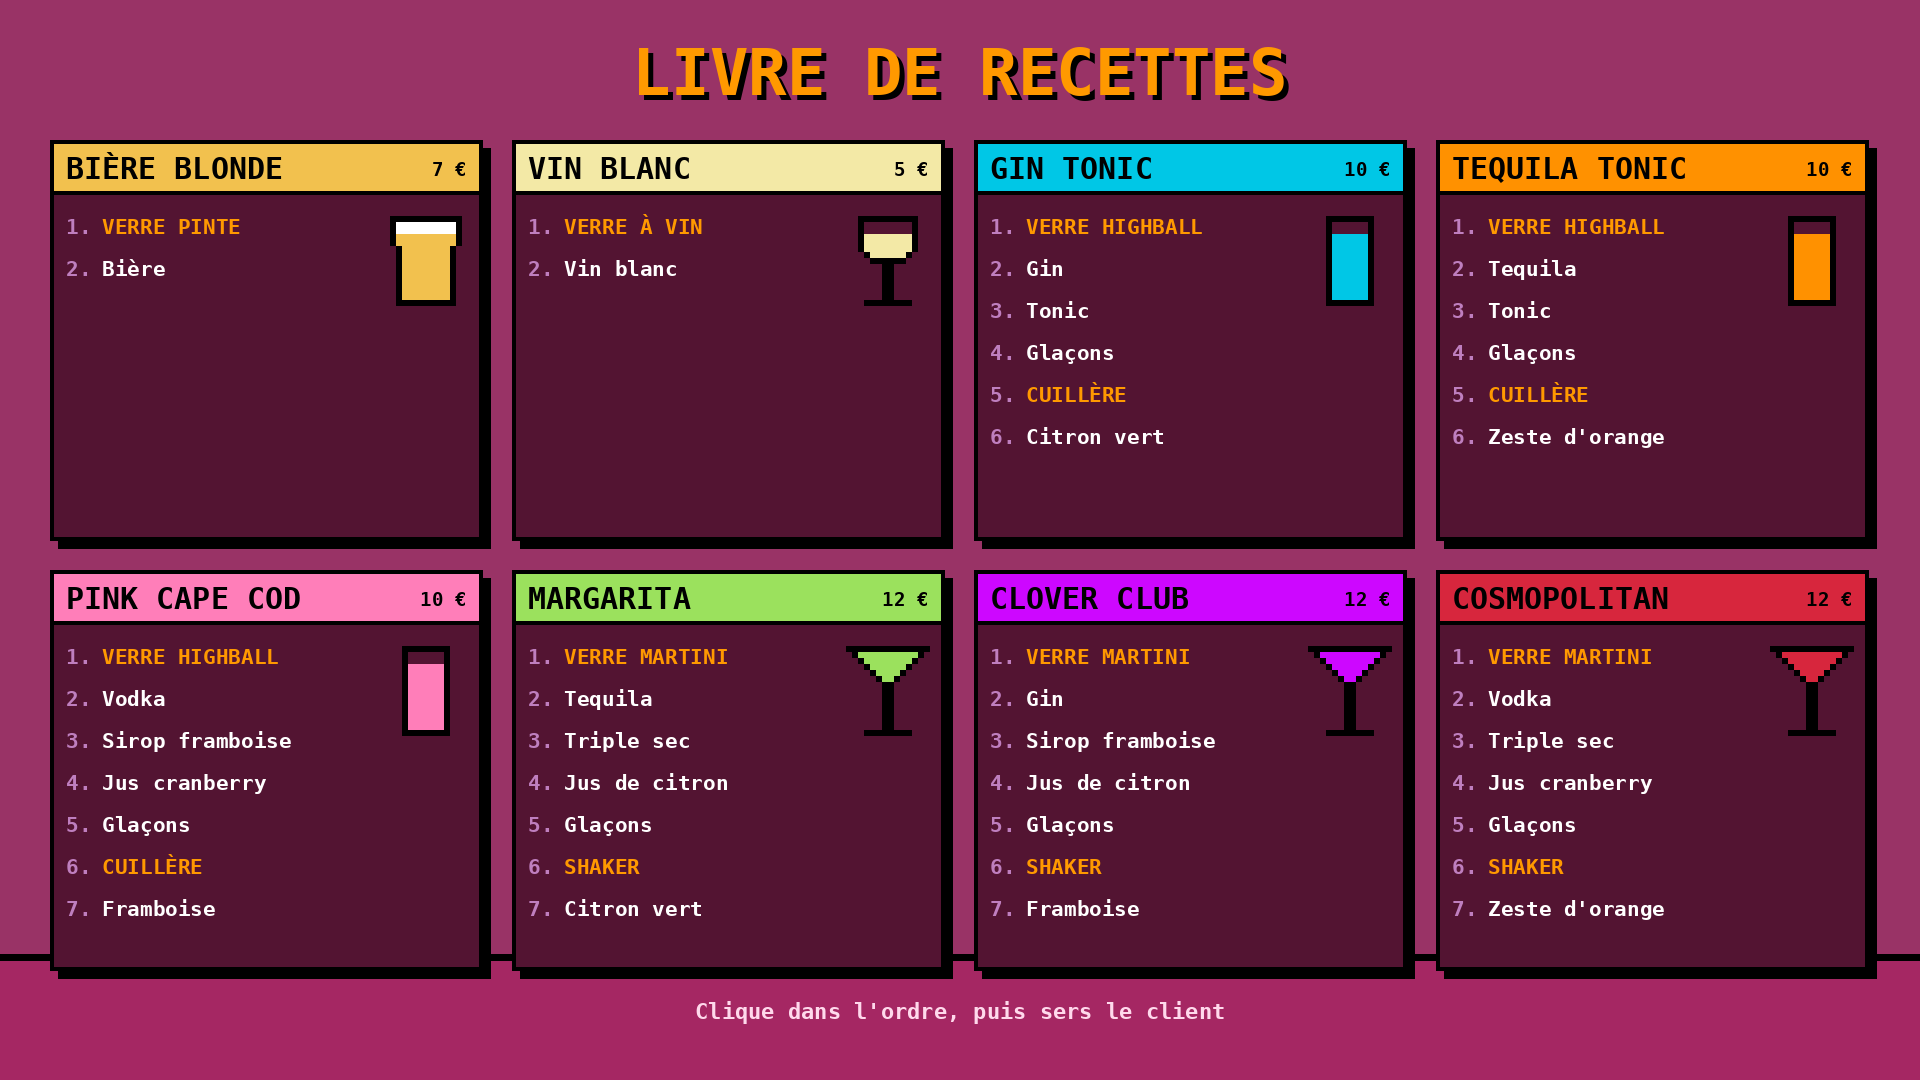 LIVRE DE RECETTES
BIÈRE BLONDE 7 €
1. VERRE PINTE
2. Bière
VIN BLANC 5 €
1. VERRE À VIN
2. Vin blanc
GIN TONIC 10 €
1. VERRE HIGHBALL
2. Gin
3. Tonic
4. Glaçons
5. CUILLÈRE
6. Citron vert
TEQUILA TONIC 10 €
1. VERRE HIGHBALL
2. Tequila
3. Tonic
4. Glaçons
5. CUILLÈRE
6. Zeste d'orange
PINK CAPE COD 10 €
1. VERRE HIGHBALL
2. Vodka
3. Sirop framboise
4. Jus cranberry
5. Glaçons
6. CUILLÈRE
7. Framboise
MARGARITA 12 €
1. VERRE MARTINI
2. Tequila
3. Triple sec
4. Jus de citron
5. Glaçons
6. SHAKER
7. Citron vert
CLOVER CLUB 12 €
1. VERRE MARTINI
2. Gin
3. Sirop framboise
4. Jus de citron
5. Glaçons
6. SHAKER
7. Framboise
COSMOPOLITAN 12 €
1. VERRE MARTINI
2. Vodka
3. Triple sec
4. Jus cranberry
5. Glaçons
6. SHAKER
7. Zeste d'orange
Clique dans l'ordre, puis sers le client